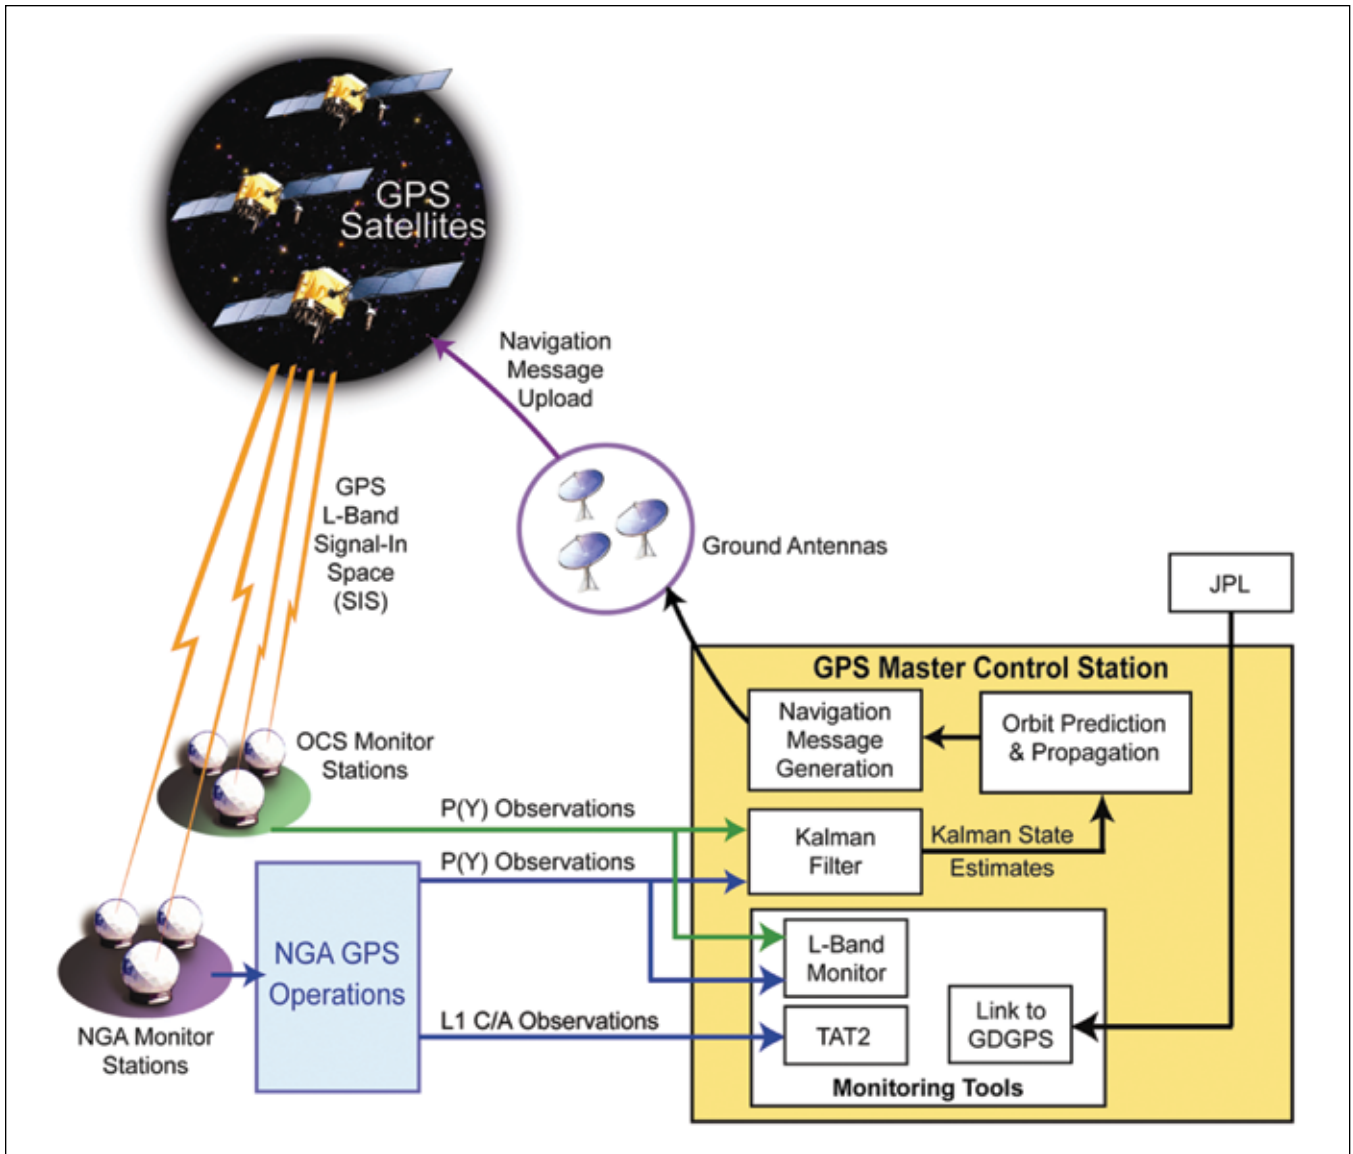 GPS
Satellites
Navigation
Message
Upload
GPS
L-Band
Signal-In
Space
(SIS)
Ground Antennas
JPL
GPS Master Control Station
Navigation
Message
Generation
Orbit Prediction
& Propagation
OCS Monitor
Stations
P(Y) Observations
Kalman
Filter
Kalman State
Estimates
P(Y) Observations
NGA GPS
Operations
L-Band
Monitor
L1 C/A Observations
TAT2
Link to
GDGPS
Monitoring Tools
NGA Monitor
Stations